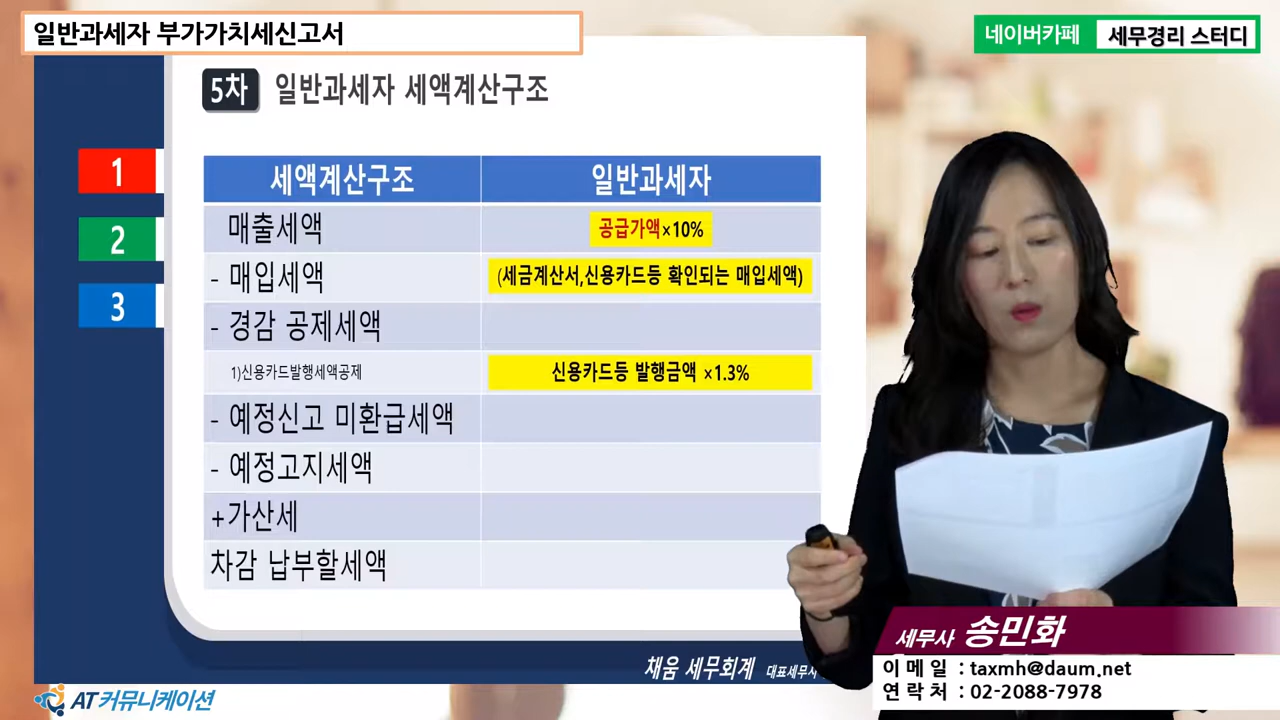 일반과세자 부가가치세신고서
네이버카페 세무경리 스터디
5차 일반과세자 세액계산구조
1
2
3
세액계산구조 일반과세자
매출세액 공급가액×10%
- 매입세액 (세금계산서,신용카드등 확인되는 매입세액)
- 경감 공제세액
1)신용카드발행세액공제 신용카드등 발행금액 ×1.3%
- 예정신고 미환급세액
- 예정고지세액
+가산세
차감 납부할세액
채움 세무회계 대표세무사
세무사 송민화
이 메 일 : taxmh@daum.net
연 락 처 : 02-2088-7978
AT커뮤니케이션